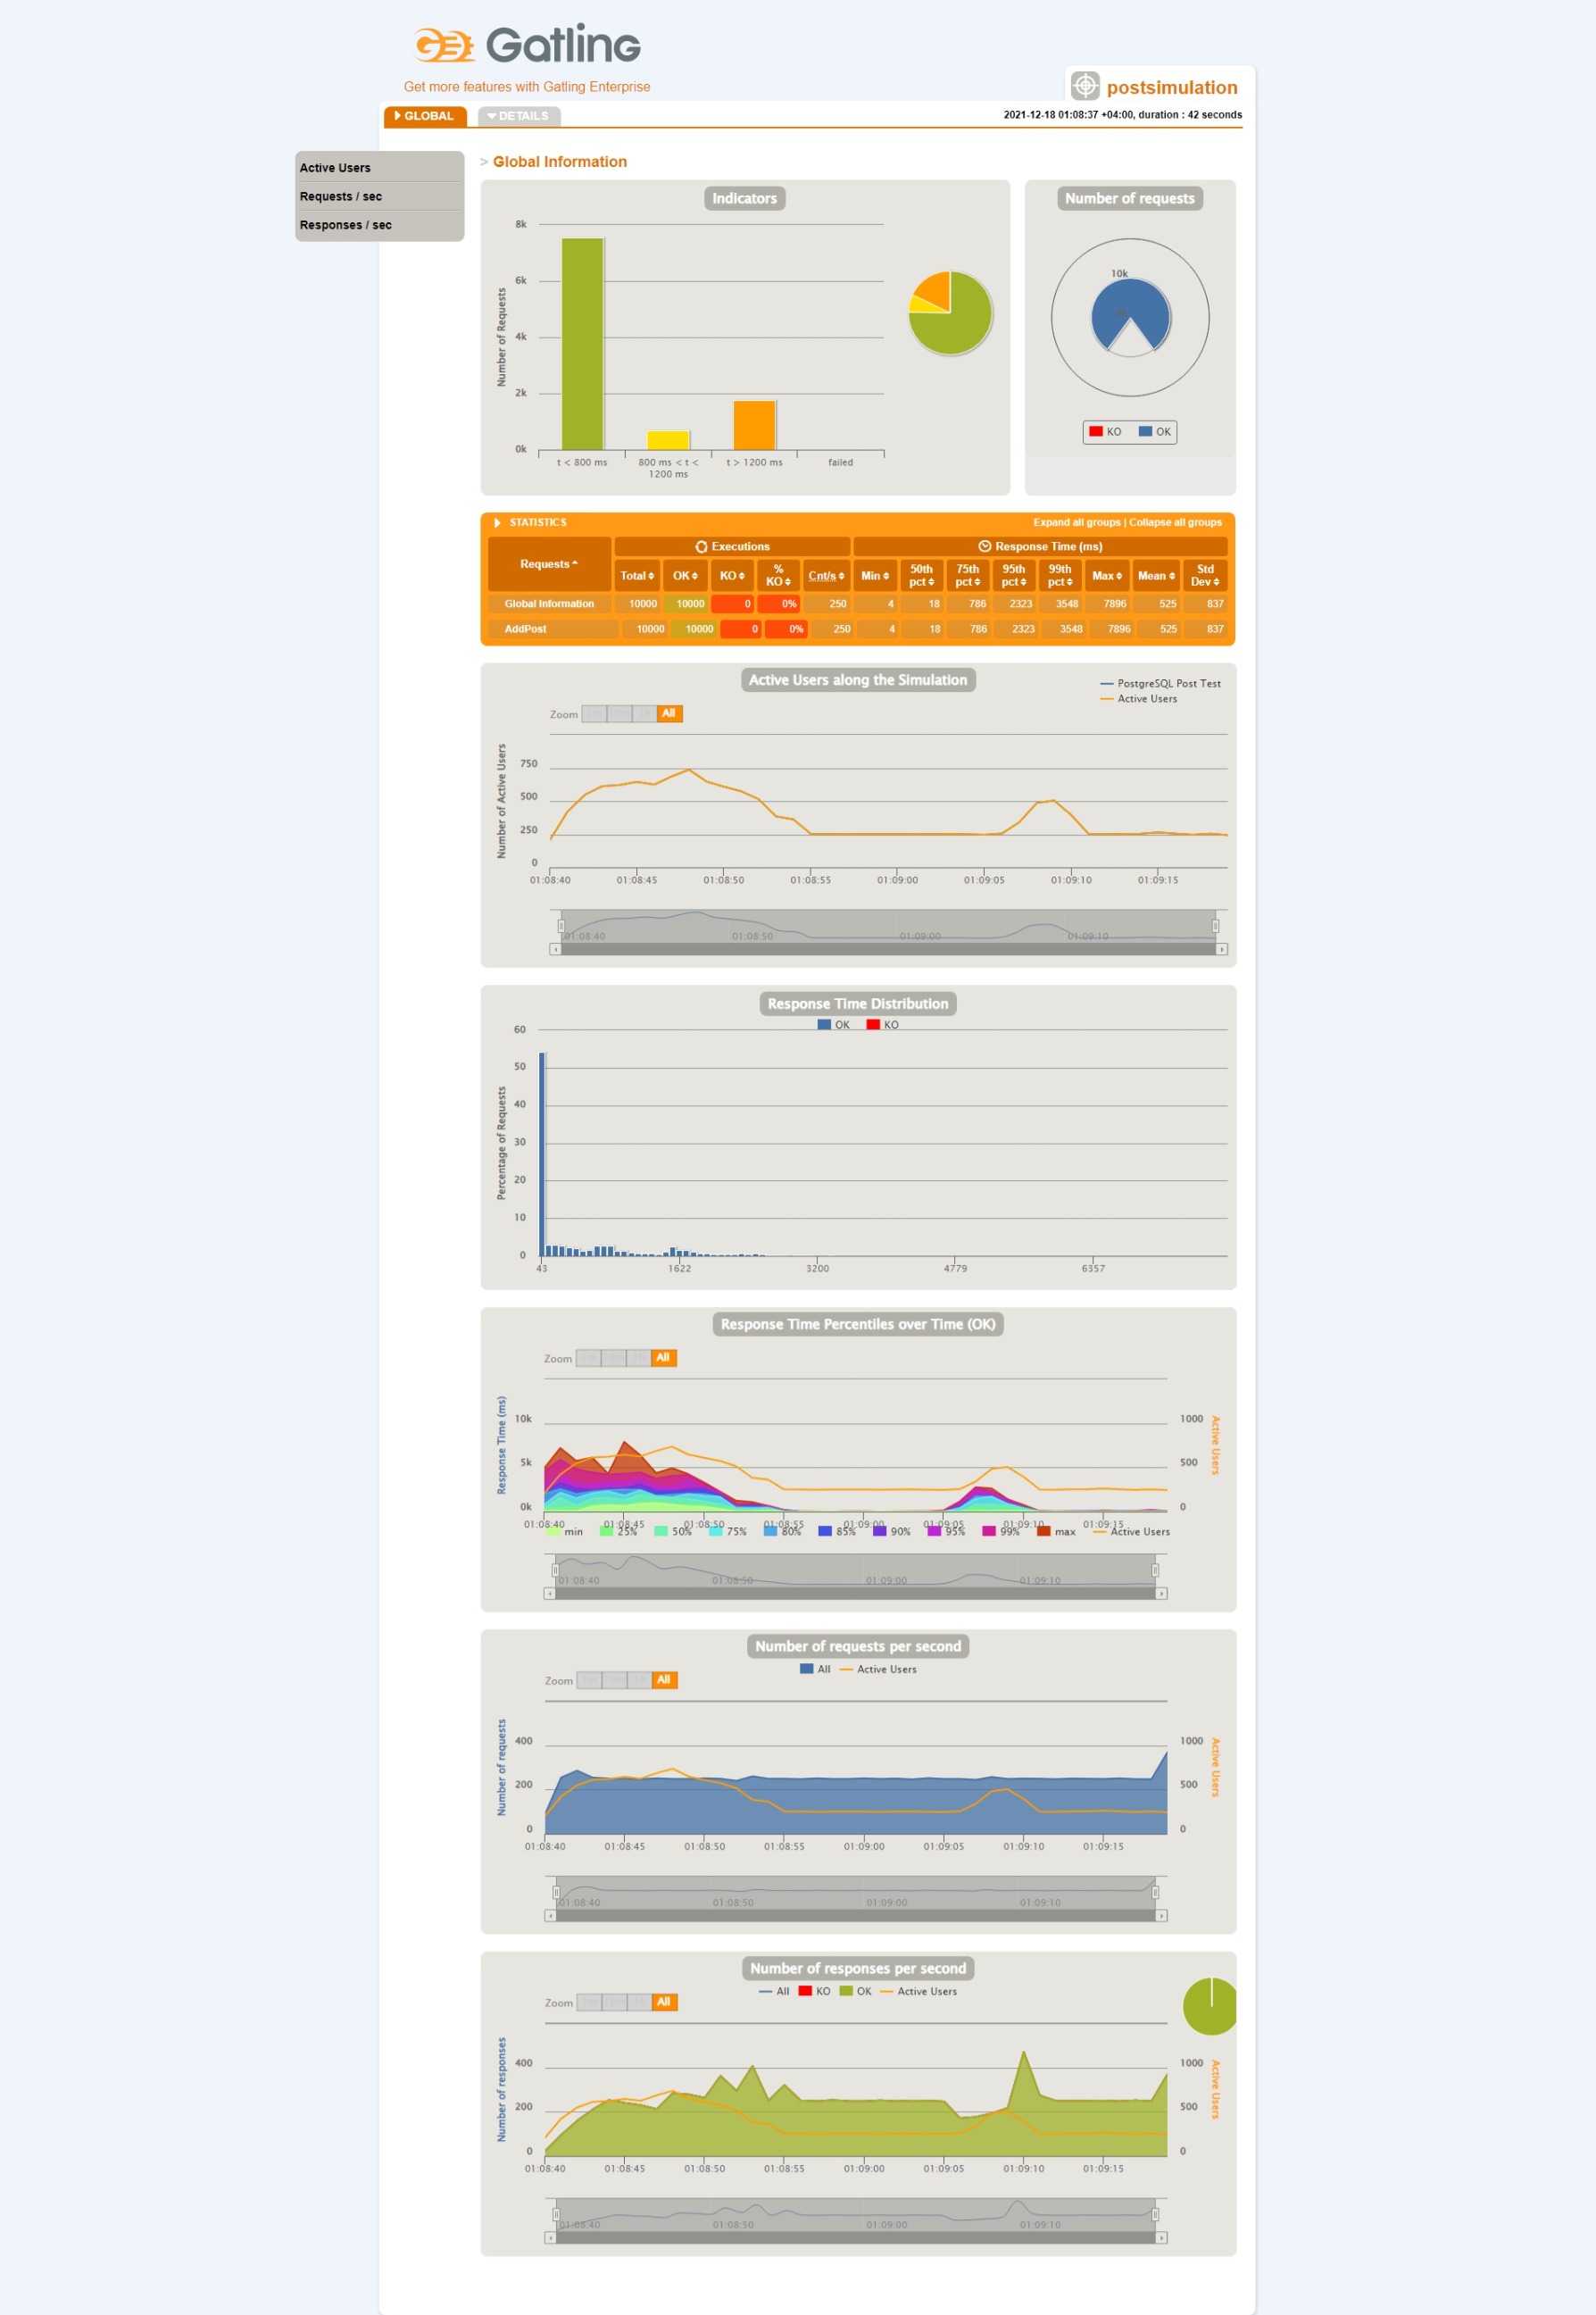 Gatling
Get more features with Gatling Enterprise
postsimulation
GLOBAL DETAILS
2021-12-18 01:08:37 +04:00, duration : 42 seconds
Active Users
Requests / sec
Responses / sec
> Global Information
Indicators
Number of Requests
8k
6k
4k
2k
0k
t < 800 ms
800 ms < t <
1200 ms
t > 1200 ms
failed
Number of requests
10k
KO OK
STATISTICS
Expand all groups | Collapse all groups
Requests
Executions
Response Time (ms)
Total OK KO % KO Cnt/s Min 50th pct 75th pct 95th pct 99th pct Max Mean Std Dev
Global Information 10000 10000 0 0% 250 4 18 786 2323 3548 7896 525 837
AddPost 10000 10000 0 0% 250 4 18 786 2323 3548 7896 525 837
Active Users along the Simulation
PostgreSQL Post Test
Active Users
Zoom All
Number of Active Users
750
500
250
0
01:08:40 01:08:45 01:08:50 01:08:55 01:09:00 01:09:05 01:09:10 01:09:15
01:08:40 01:08:50 01:09:00 01:09:10
Response Time Distribution
OK KO
Percentage of Requests
60
50
40
30
20
10
0
43 1622 3200 4779 6357
Response Time Percentiles over Time (OK)
Zoom All
Response Time (ms)
10k
5k
0k
1000
500
0
Active Users
01:08:40 01:08:45 01:08:50 01:08:55 01:09:00 01:09:05 01:09:10 01:09:15
min 25% 50% 75% 80% 85% 90% 95% 99% max Active Users
01:08:40 01:08:50 01:09:00 01:09:10
Number of requests per second
All Active Users
Zoom All
Number of requests
400
200
0
1000
500
0
Active Users
01:08:40 01:08:45 01:08:50 01:08:55 01:09:00 01:09:05 01:09:10 01:09:15
01:08:40 01:08:50 01:09:00 01:09:10
Number of responses per second
All KO OK Active Users
Zoom All
Number of responses
400
200
0
1000
500
0
Active Users
01:08:40 01:08:45 01:08:50 01:08:55 01:09:00 01:09:05 01:09:10 01:09:15
01:08:40 01:08:50 01:09:00 01:09:10